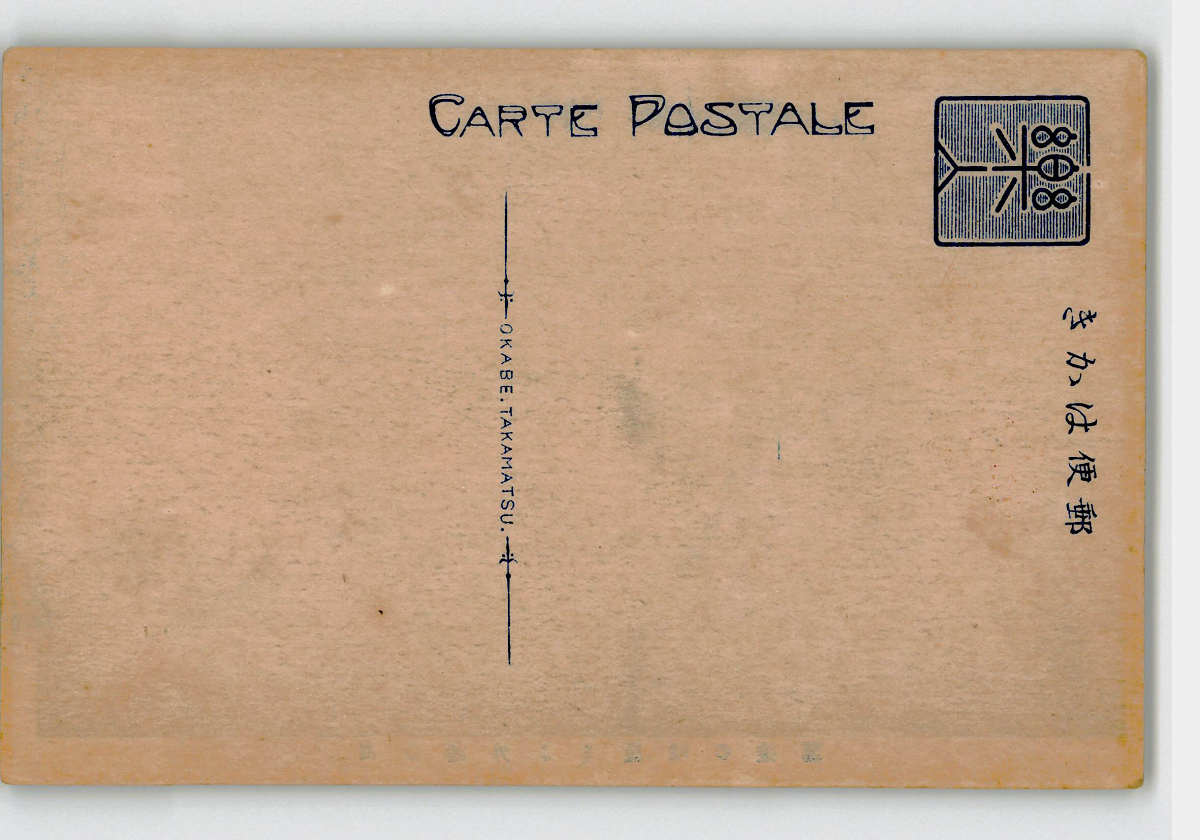 CARTE POSTALE
OKABE. TAKAMATSU.
きかは便郵